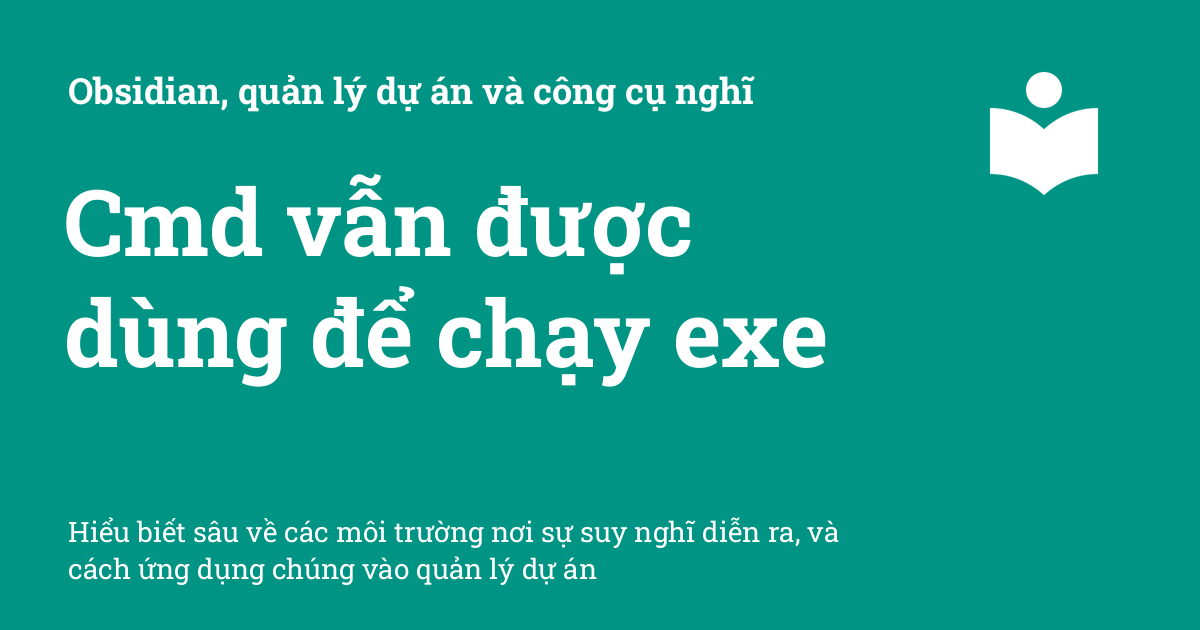 Obsidian, quản lý dự án và công cụ nghĩ
Cmd vẫn được
dùng để chạy exe
Hiểu biết sâu về các môi trường nơi sự suy nghĩ diễn ra, và
cách ứng dụng chúng vào quản lý dự án